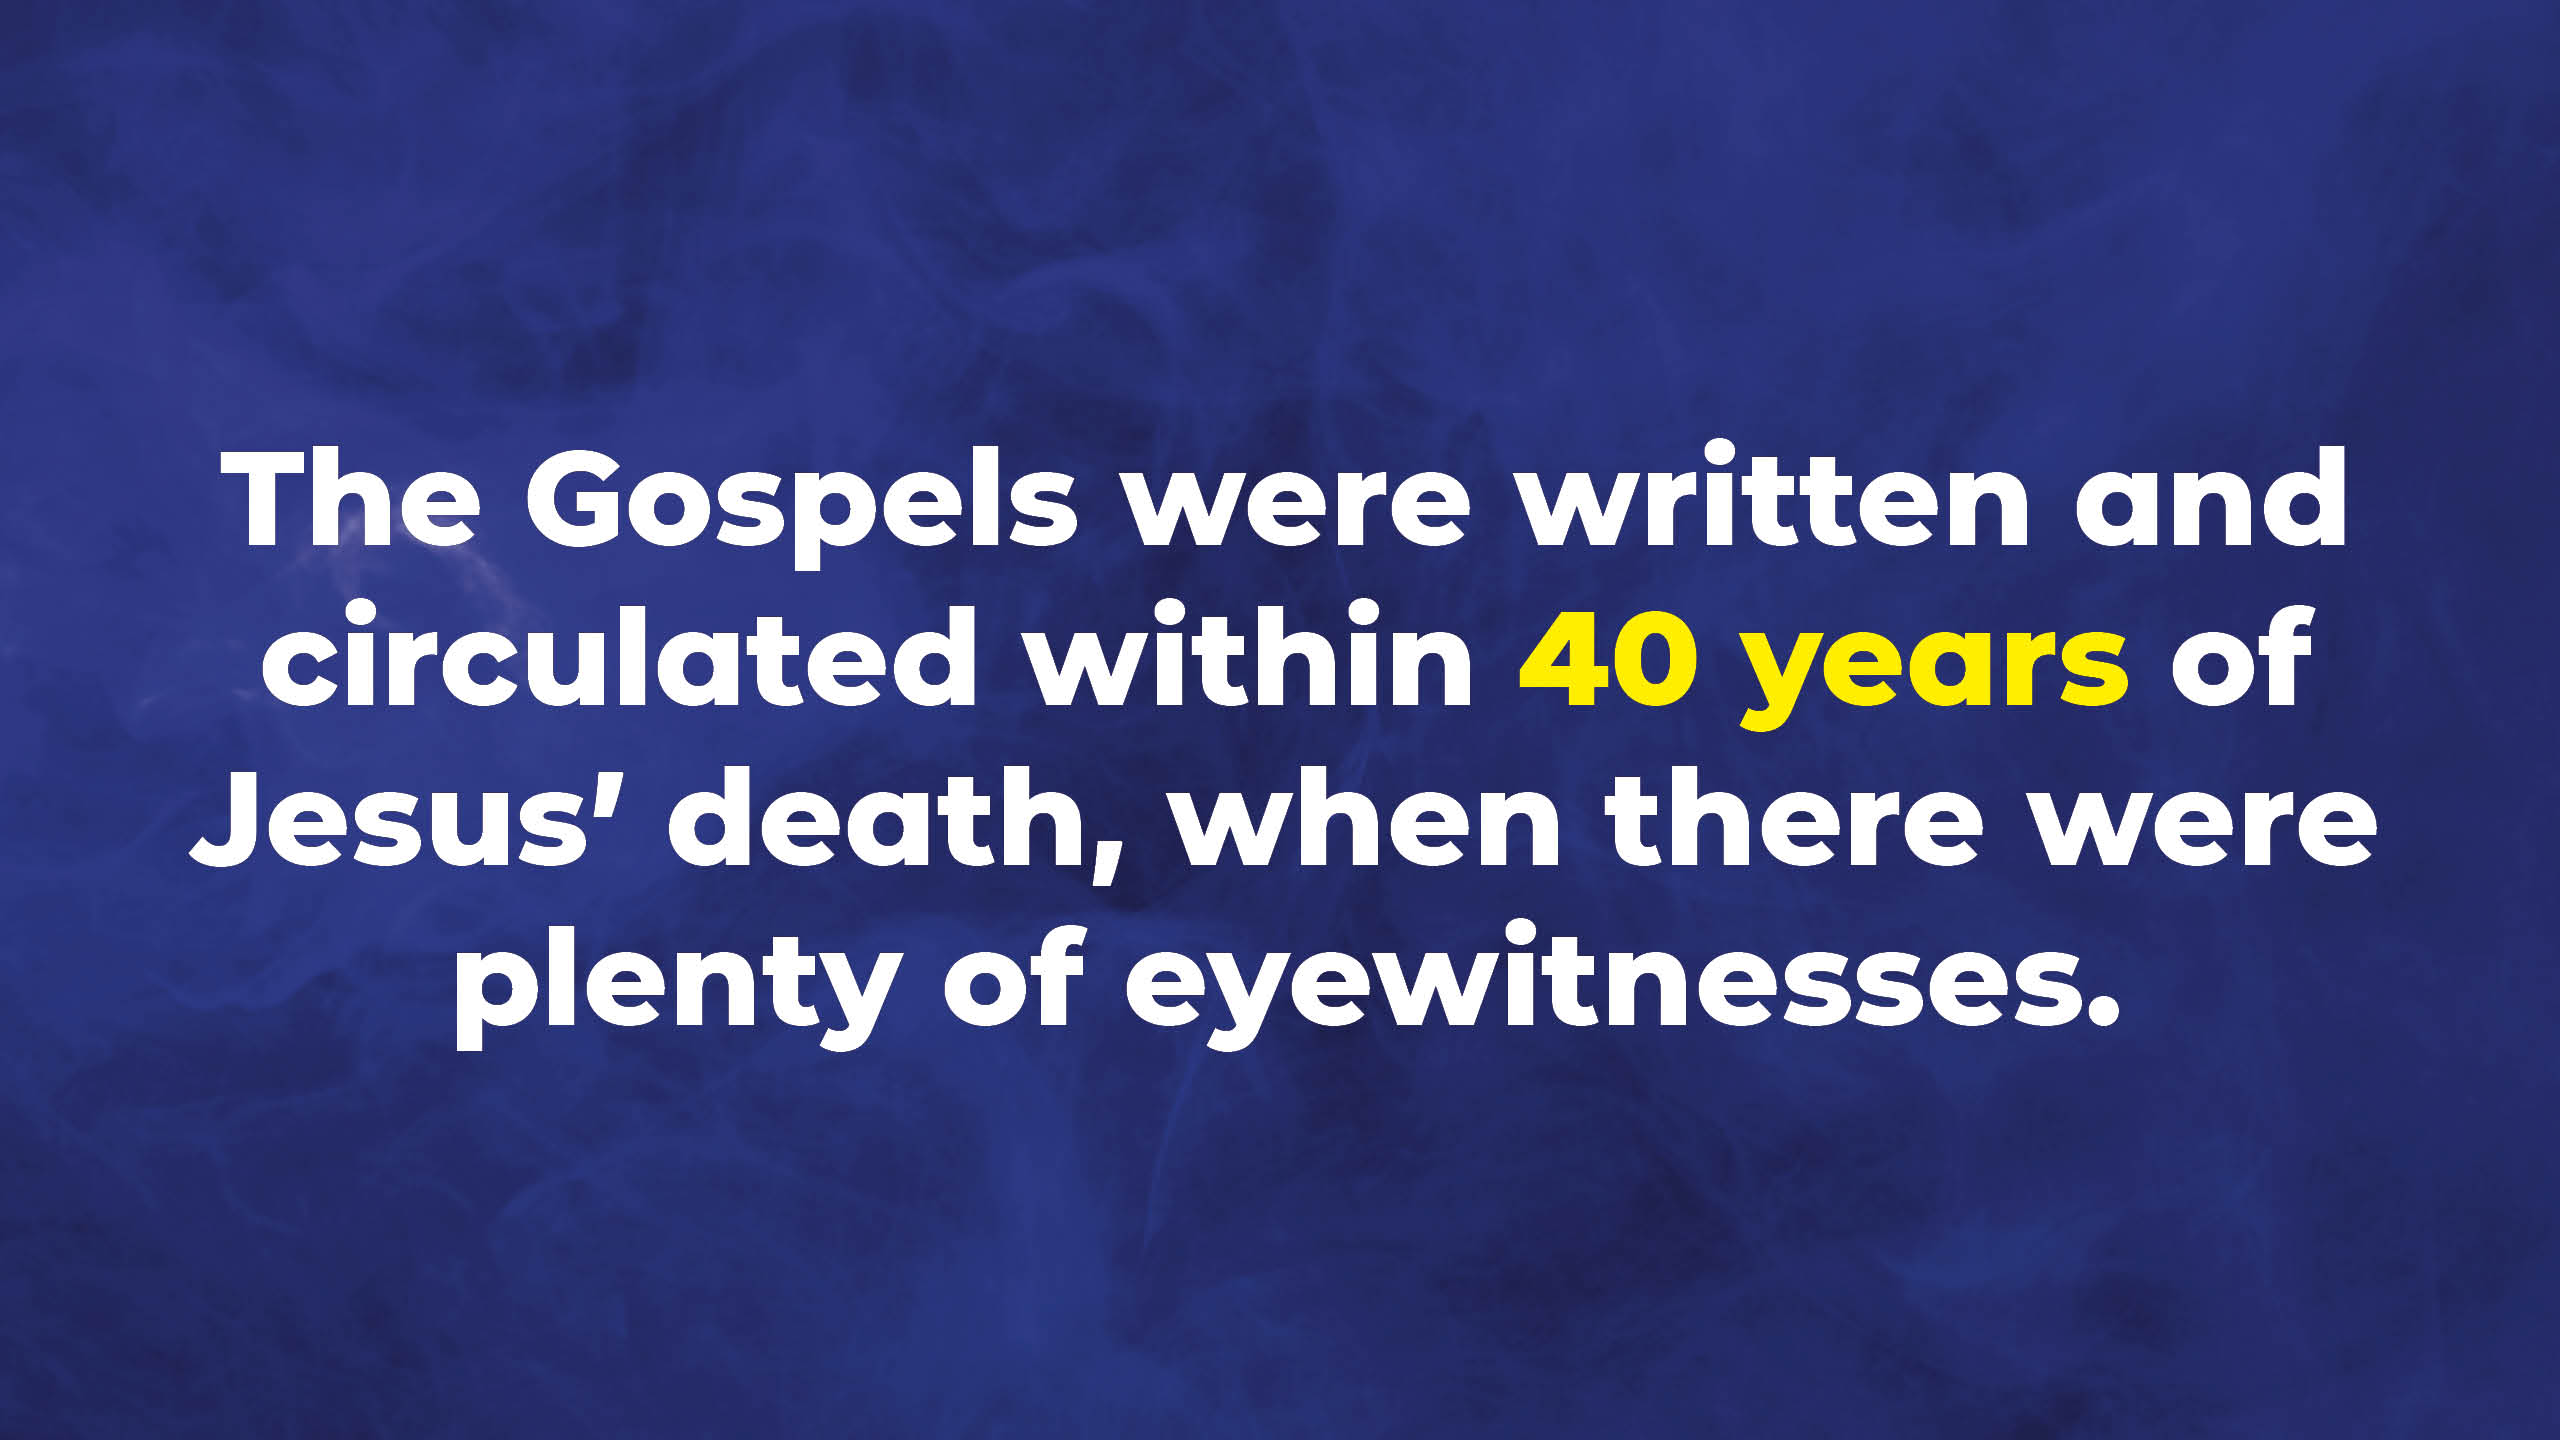 The Gospels were written and
circulated within 40 years of
Jesus’ death, when there were
plenty of eyewitnesses.